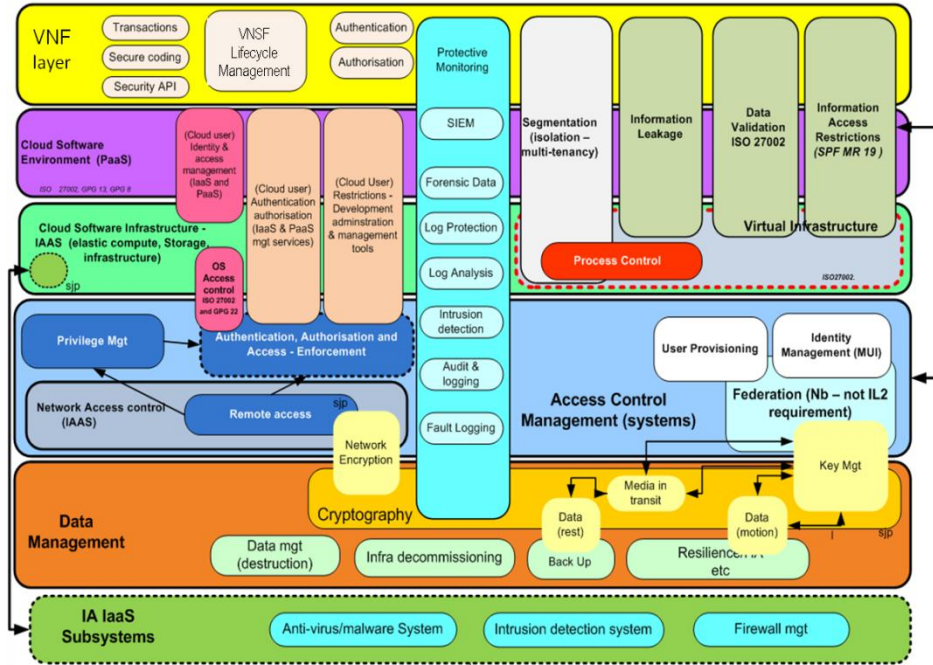 VNF
layer
Transactions
Secure coding
Security API
VNSF
Lifecycle
Management
Authentication
Authorisation
Protective
Monitoring
SIEM
Forensic Data
Log Protection
Log Analysis
Intrusion
detection
Audit &
logging
Fault Logging
Segmentation
(isolation –
multi-tenancy)
Information
Leakage
Data
Validation
ISO 27002
Information
Access
Restrictions
(SPF MR 19 )
Cloud Software
Environment (PaaS)
ISO 27002, GPG 13, GPG 8
(Cloud user)
Identity &
access
management
(IaaS and
PaaS)
(Cloud user)
Authentication
authorisation
(IaaS & PaaS
mgt services)
(Cloud User)
Restrictions -
Development
adminstration
& management
tools
Cloud Software Infrastructure -
IAAS (elastic compute, Storage,
infrastructure)
sjp
OS
Access
control
ISO 27002
and GPG 22
Virtual Infrastructure
Process Control
ISO27002,
Privilege Mgt
Authentication, Authorisation and
Access - Enforcement
Network Access control
(IAAS)
Remote access
sjp
User Provisioning
Identity
Management (MUI)
Access Control
Management (systems)
Federation (Nb – not IL2
requirement)
Network
Encryption
Key Mgt
Media in
transit
Cryptography
Data
(rest)
Data
(motion)
I
sjp
Data
Management
Data mgt
(destruction)
Infra decommissioning
Back Up
etc
IA IaaS
Subsystems
Anti-virus/malware System
Intrusion detection system
Firewall mgt